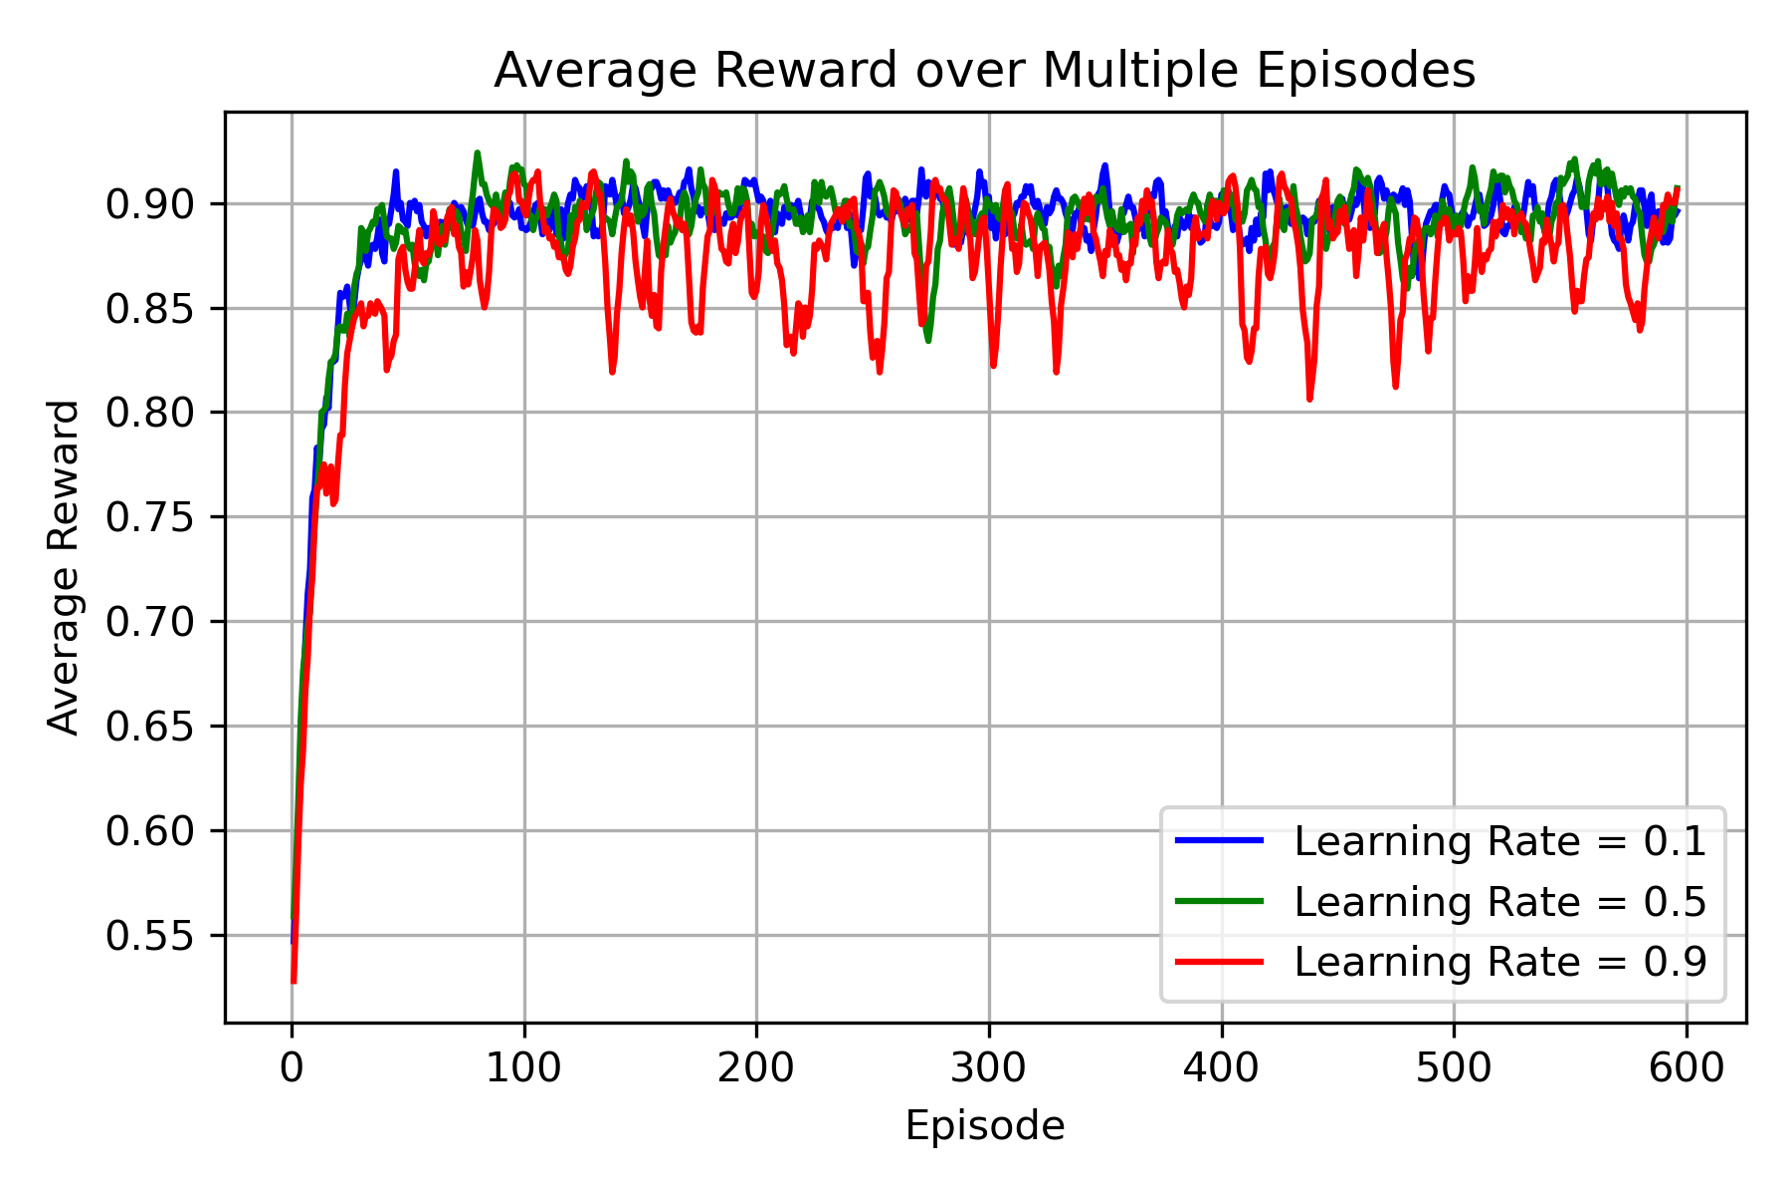 Average Reward over Multiple Episodes
Average Reward
0.90
0.85
0.80
0.75
0.70
0.65
0.60
0.55
Learning Rate = 0.1
Learning Rate = 0.5
Learning Rate = 0.9
0 100 200 300 400 500 600
Episode